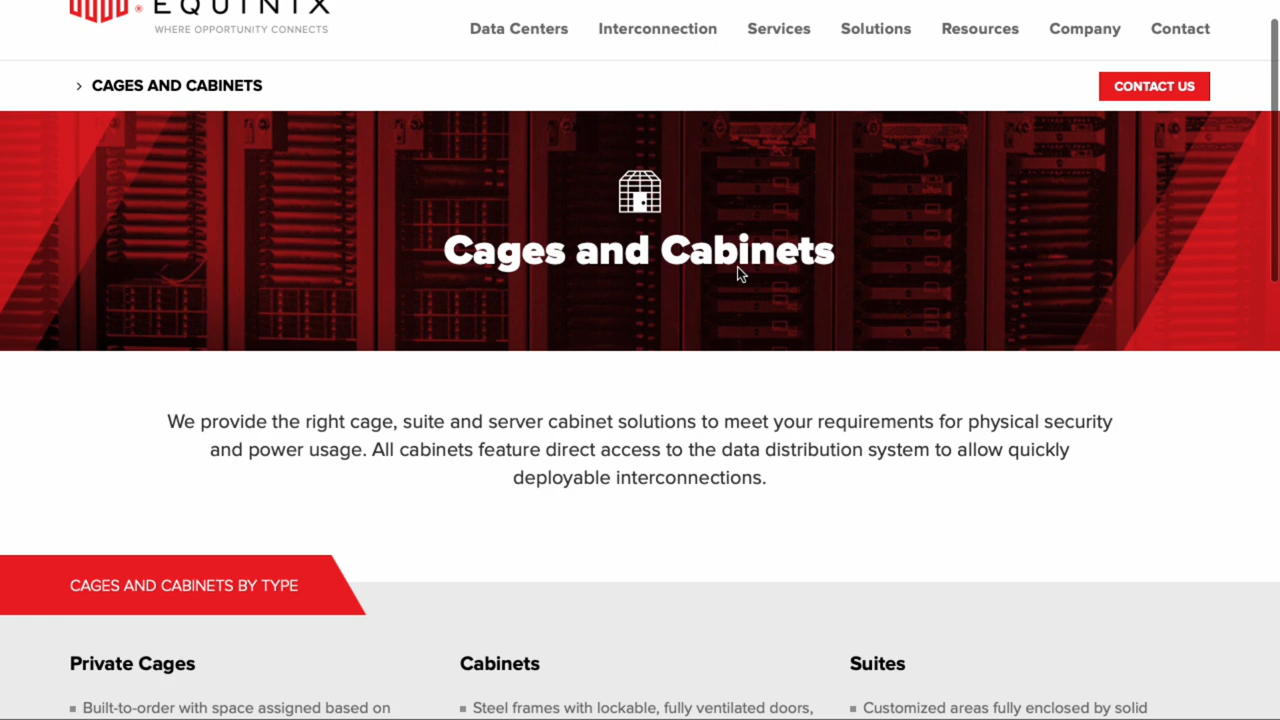 EQUINIX
WHERE OPPORTUNITY CONNECTS
Data Centers Interconnection Services Solutions Resources Company Contact
> CAGES AND CABINETS
CONTACT US
Cages and Cabinets
We provide the right cage, suite and server cabinet solutions to meet your requirements for physical security
and power usage. All cabinets feature direct access to the data distribution system to allow quickly
deployable interconnections.
CAGES AND CABINETS BY TYPE
Private Cages
Built-to-order with space assigned based on
Cabinets
Steel frames with lockable, fully ventilated doors,
Suites
Customized areas fully enclosed by solid